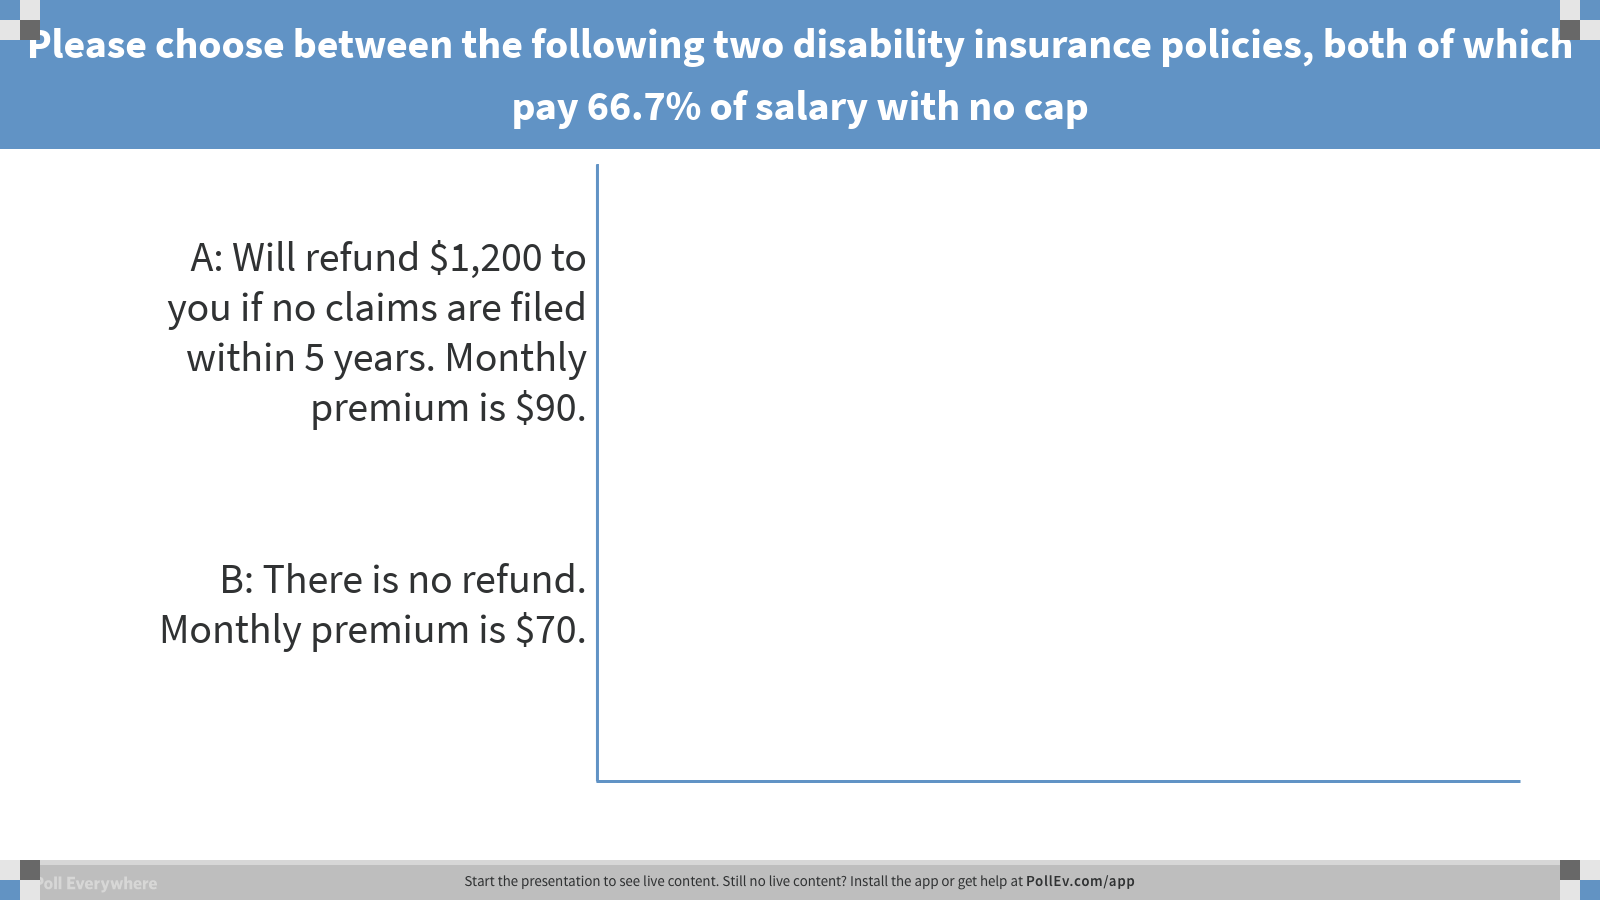 Please choose between the following two disability insurance policies, both of which
pay 66.7% of salary with no cap
A: Will refund $1,200 to
you if no claims are filed
within 5 years. Monthly
premium is $90.
B: There is no refund.
Monthly premium is $70.
Poll Everywhere
Start the presentation to see live content. Still no live content? Install the app or get help at PollEv.com/app